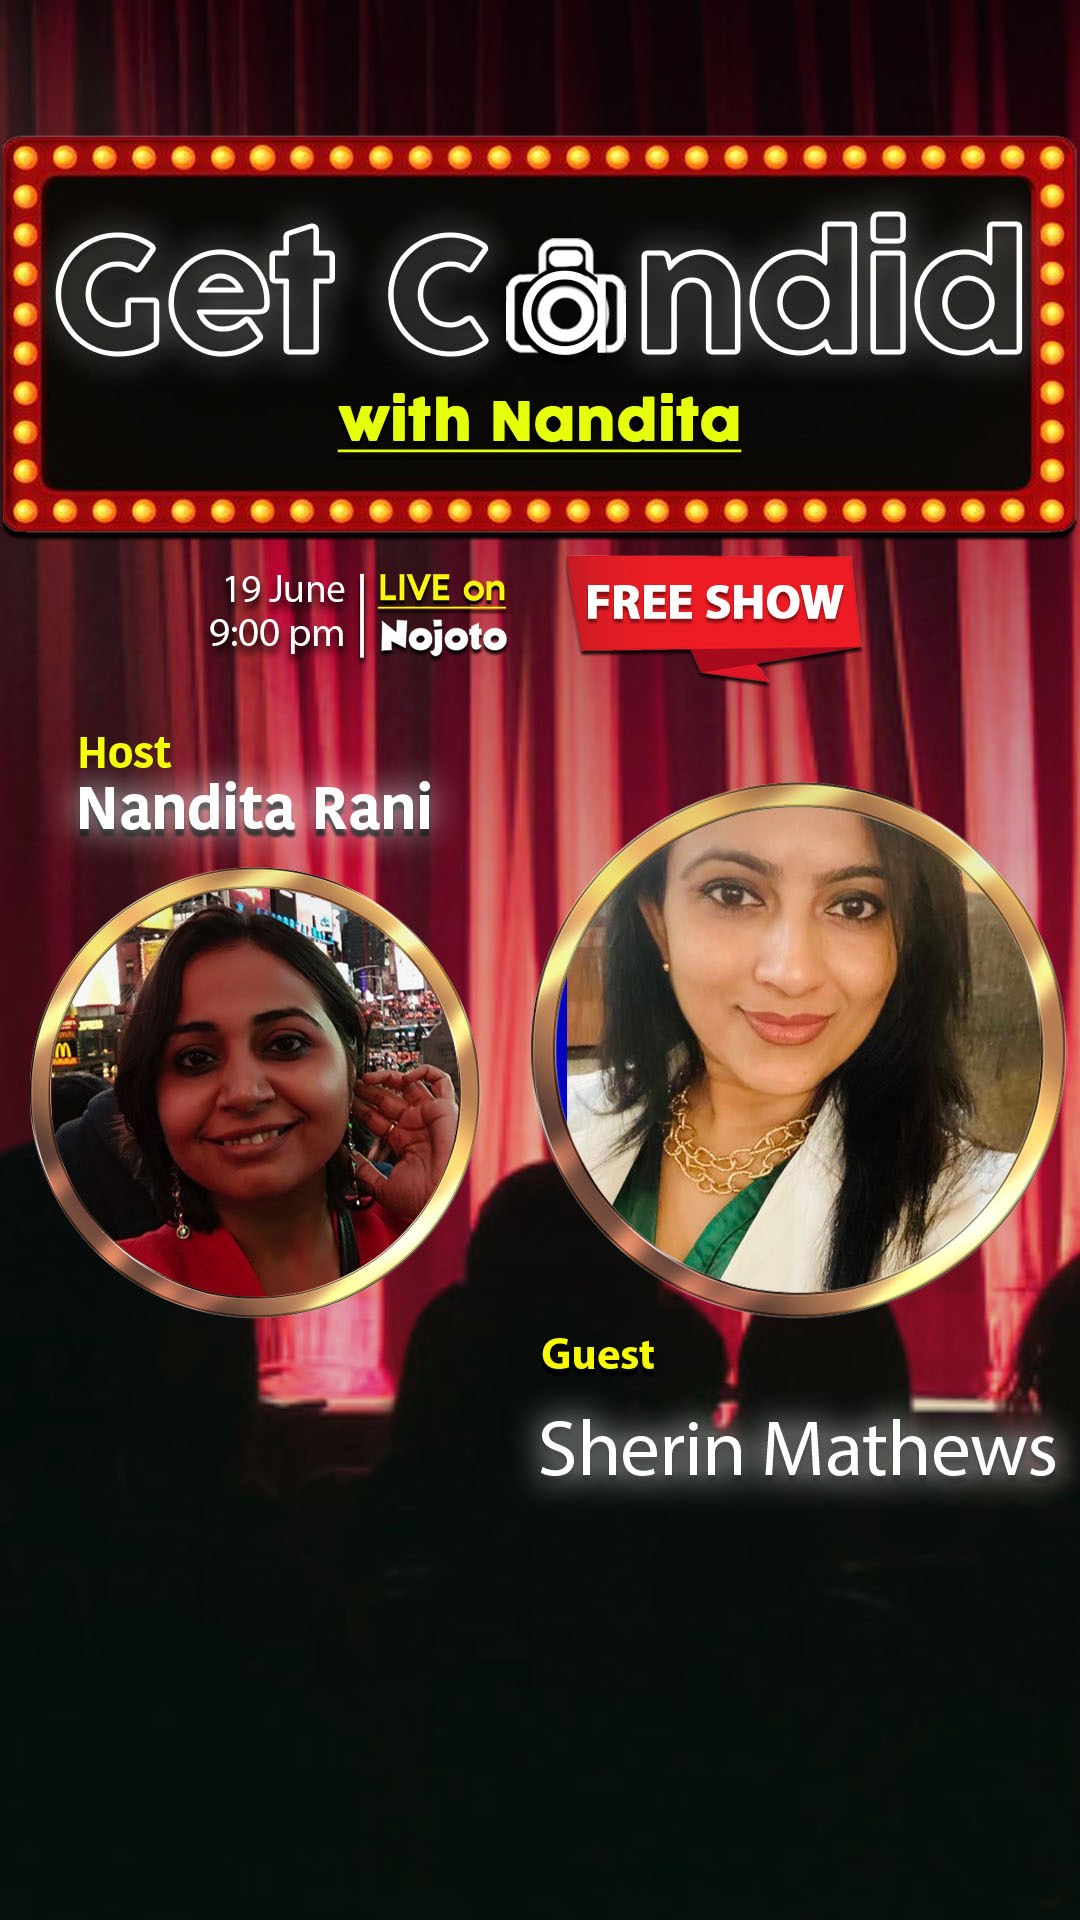 Get Candid
with Nandita
19 June
9:00 pm
LIVE on
Nojoto
FREE SHOW
Host
Nandita Rani
Guest
Sherin Mathews